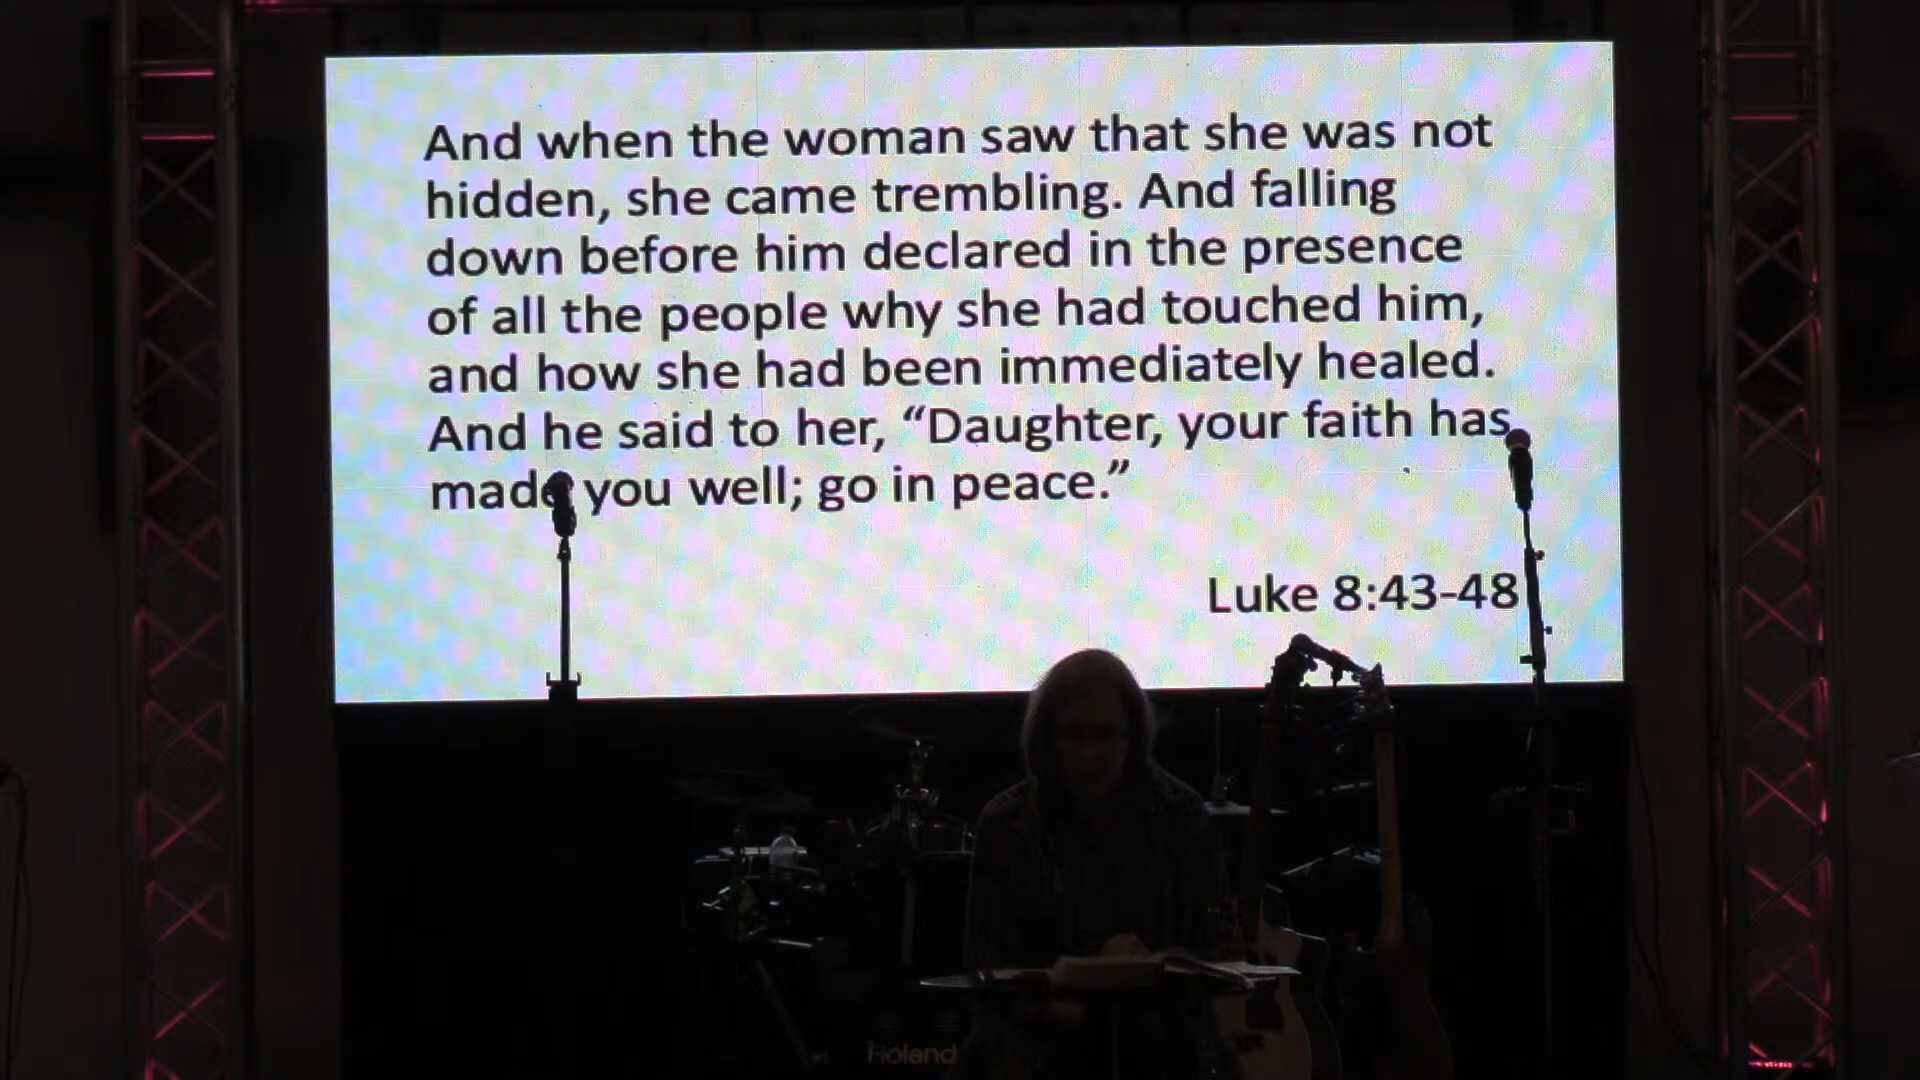 And when the woman saw that she was not
hidden, she came trembling. And falling
down before him declared in the presence
of all the people why she had touched him,
and how she had been immediately healed.
And he said to her, “Daughter, your faith has
made you well; go in peace.”
Luke 8:43-48
Roland